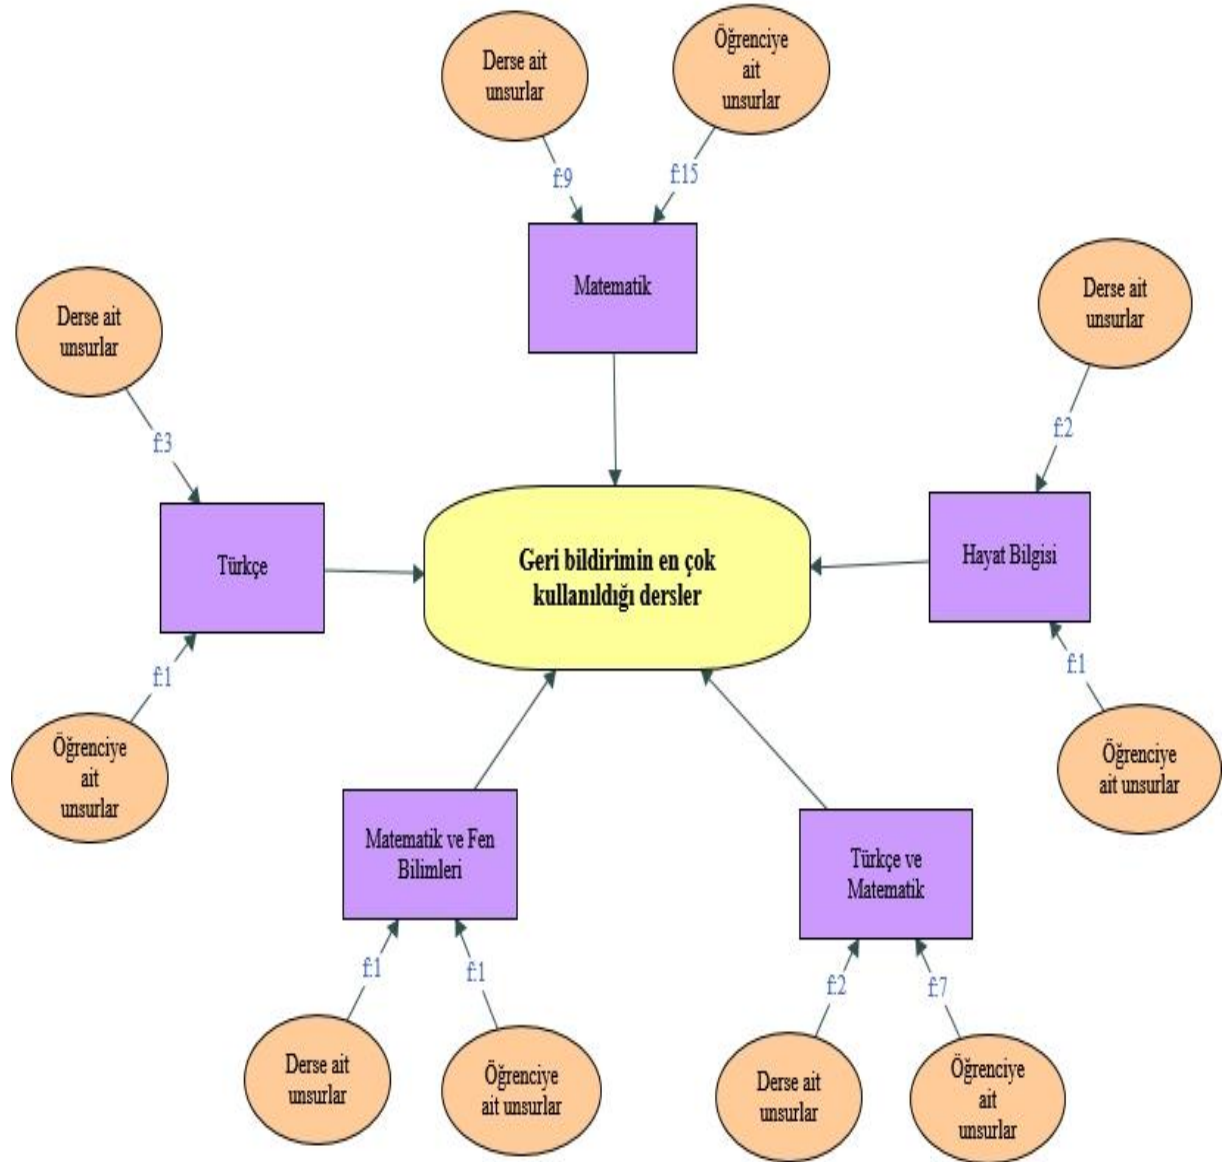 Derse ait
unsurlar
Öğrenciye
ait
unsurlar
f:9
f:15
Matematik
Derse ait
unsurlar
f:3
Türkçe
f:1
Öğrenciye
ait
unsurlar
Geri bildirimin en çok
kullanıldığı dersler
Derse ait
unsurlar
f:2
Hayat Bilgisi
f:1
Öğrenciye
ait unsurlar
Matematik ve Fen
Bilimleri
f:1
f:1
Derse ait
unsurlar
Öğrenciye
ait unsurlar
Türkçe ve
Matematik
f:2
f:7
Derse ait
unsurlar
Öğrenciye
ait
unsurlar